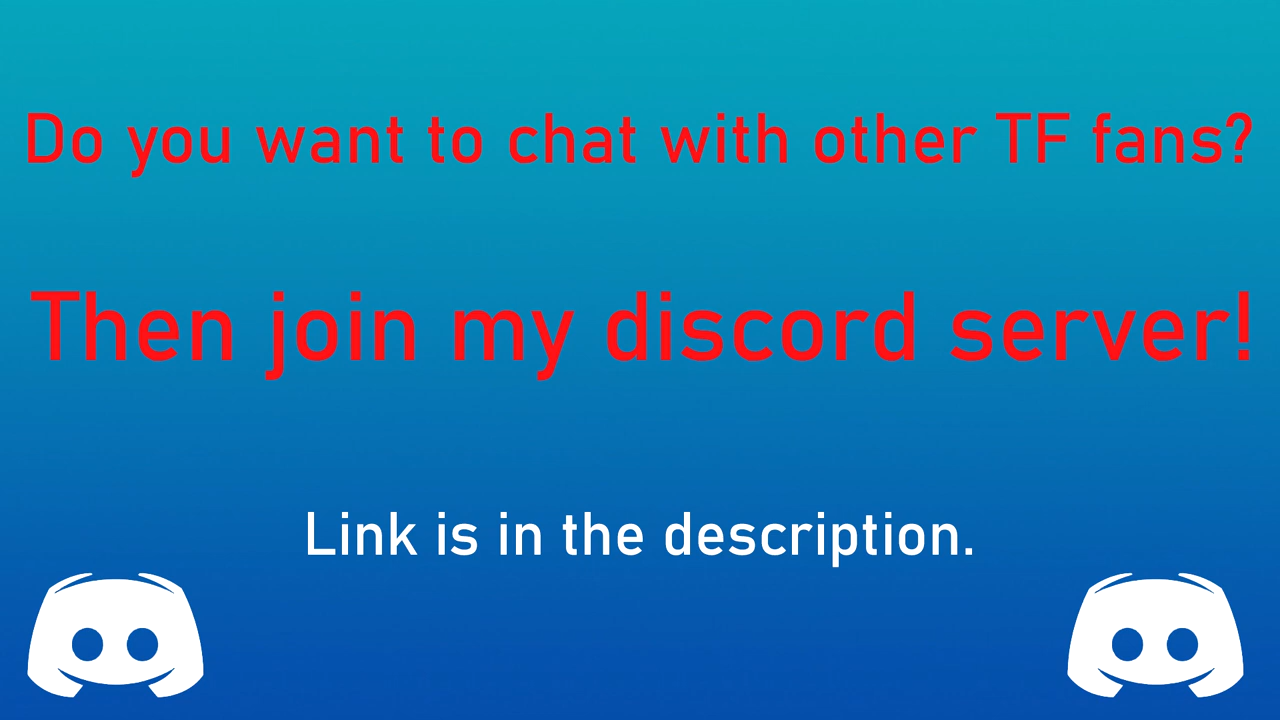 Do you want to chat with other TF fans?
Then join my discord server!
Link is in the description.